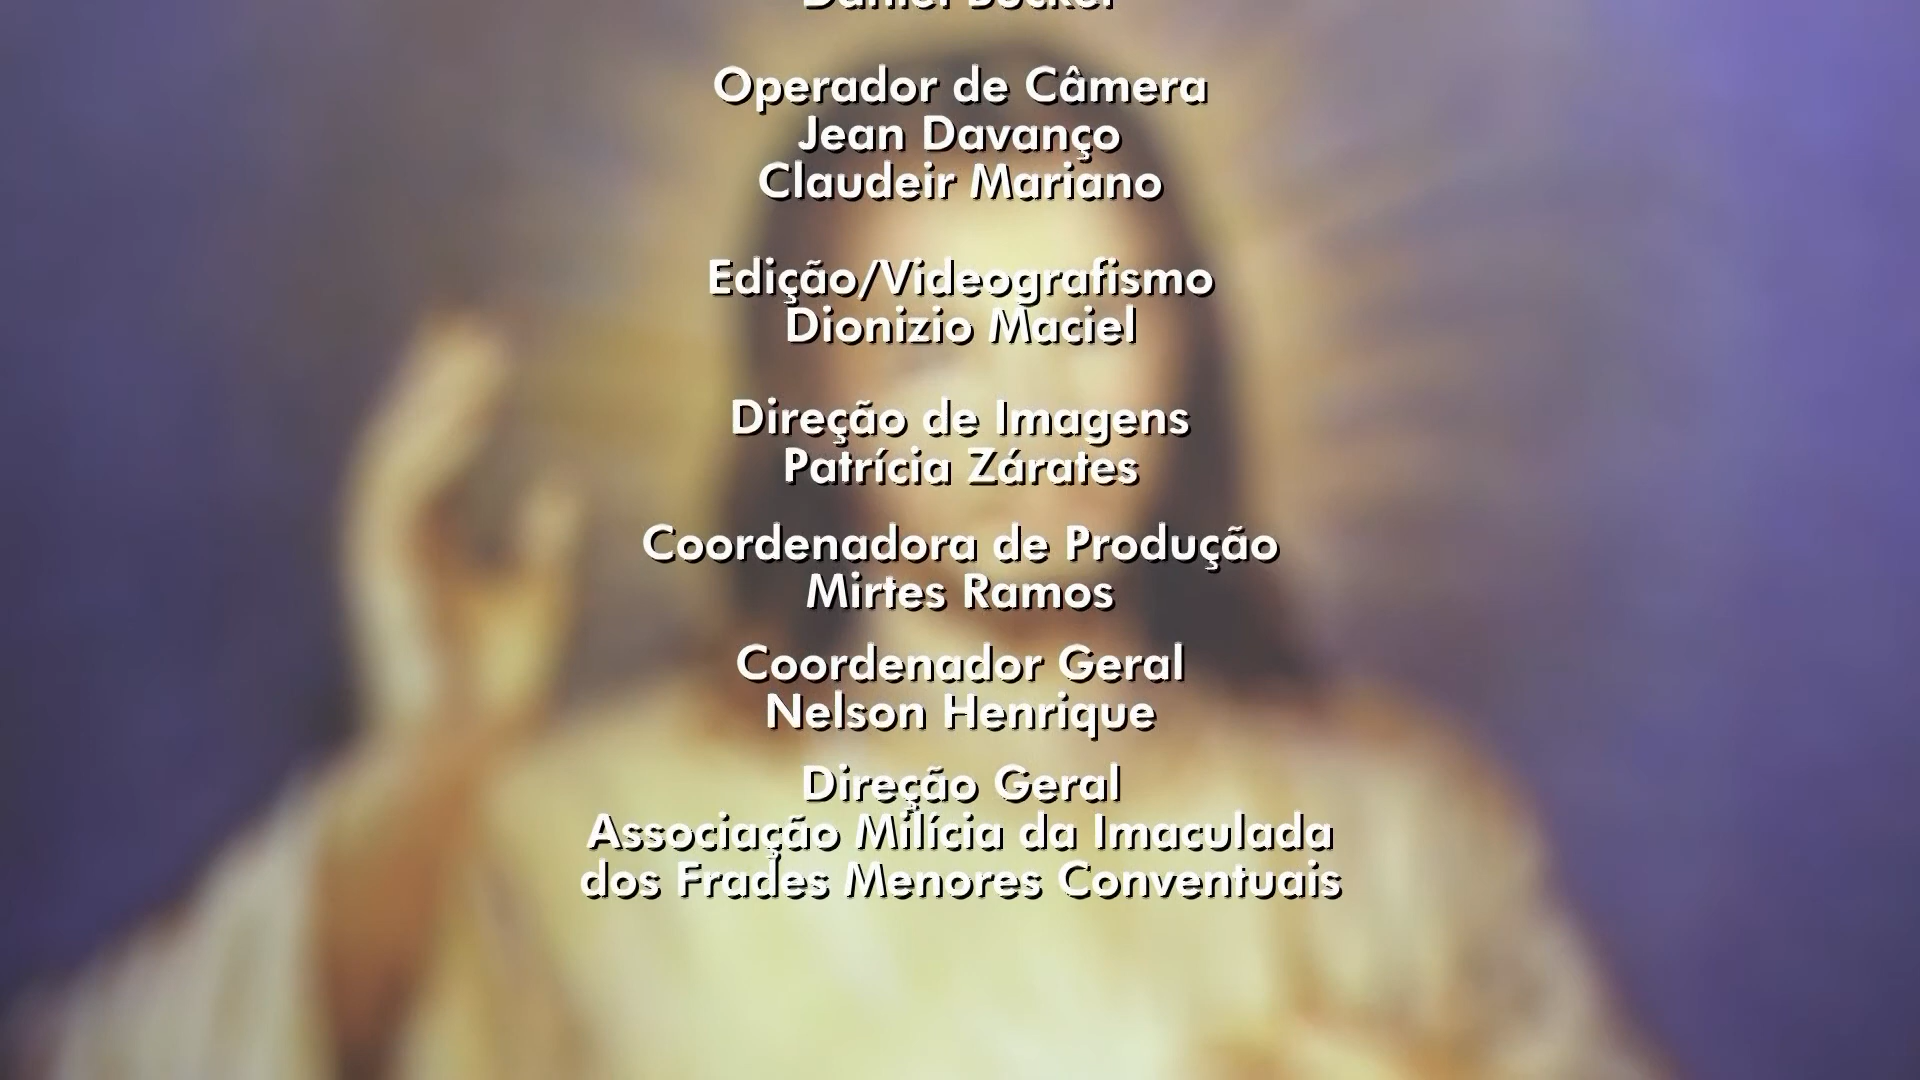 Operador de Câmera
Jean Davanço
Claudeir Mariano
Edição/Videografismo
Dionizio Maciel
Direção de Imagens
Patrícia Zárates
Coordenadora de Produção
Mirtes Ramos
Coordenador Geral
Nelson Henrique
Direção Geral
Associação Milícia da Imaculada
dos Frades Menores Conventuais